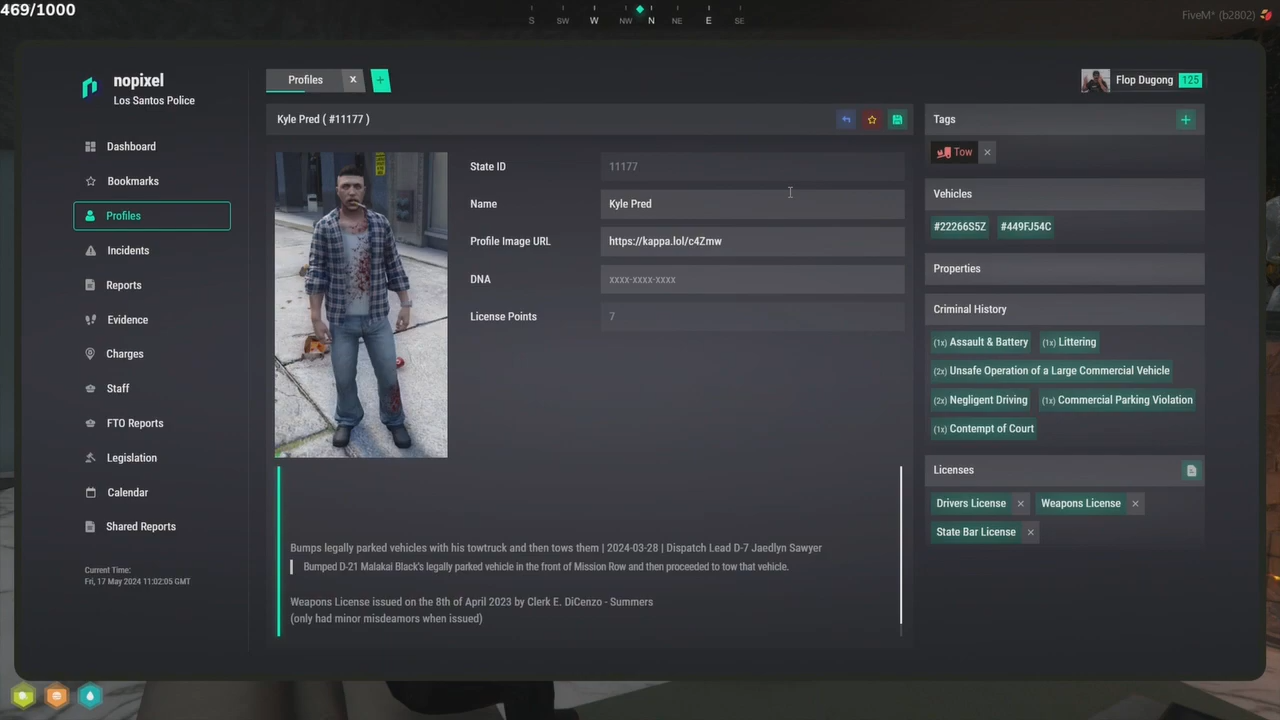 469/1000
S SW W NW N NE E SE
FiveM* (b2802)
nopixel
Los Santos Police
Dashboard
Bookmarks
Profiles
Incidents
Reports
Evidence
Charges
Staff
FTO Reports
Legislation
Calendar
Shared Reports
Current Time:
Fri, 17 May 2024 11:02:05 GMT
Profiles x +
Flop Dugong 125
Kyle Pred ( #11177 )
State ID 11177
Name Kyle Pred
Profile Image URL https://kappa.lol/c4Zmw
DNA xxxx-xxxx-xxxx
License Points 7
Bumps legally parked vehicles with his towtruck and then tows them | 2024-03-28 | Dispatch Lead D-7 Jaedlyn Sawyer
Bumped D-21 Malakai Black's legally parked vehicle in the front of Mission Row and then proceeded to tow that vehicle.
Weapons License issued on the 8th of April 2023 by Clerk E. DiCenzo - Summers
(only had minor misdeamors when issued)
Tags +
Tow x
Vehicles
#22266S5Z #449FJ54C
Properties
Criminal History
(1x) Assault & Battery (1x) Littering
(2x) Unsafe Operation of a Large Commercial Vehicle
(2x) Negligent Driving (1x) Commercial Parking Violation
(1x) Contempt of Court
Licenses
Drivers License x Weapons License x
State Bar License x